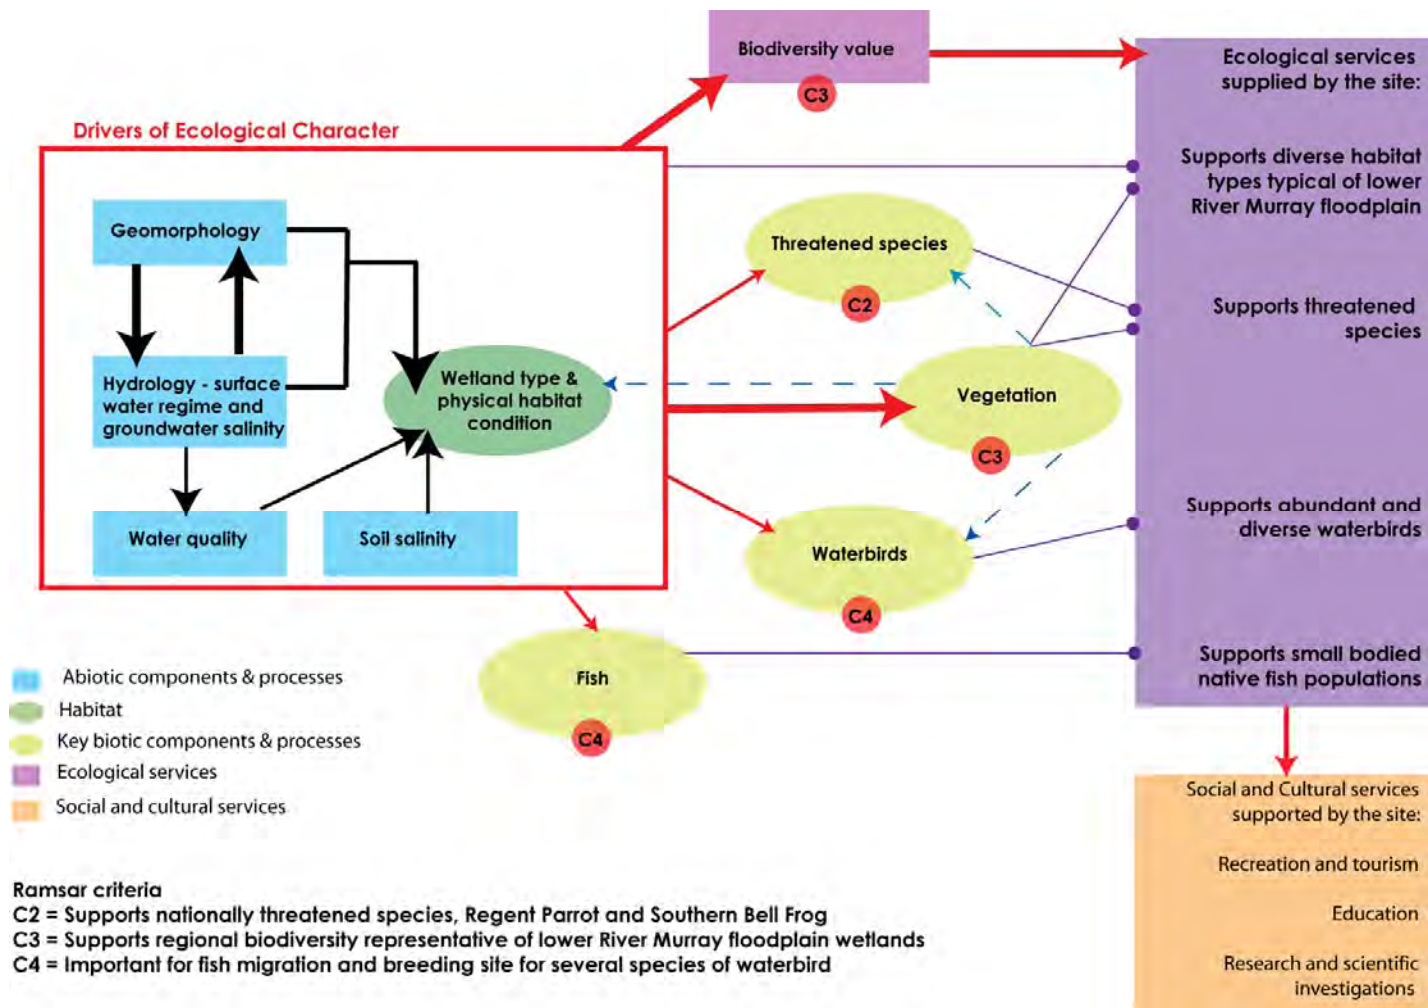 Biodiversity value
C3
Ecological services
supplied by the site:
Drivers of Ecological Character
Supports diverse habitat
types typical of lower
River Murray floodplain
Geomorphology
Threatened species
C2
Supports threatened
species
Hydrology - surface
water regime and
groundwater salinity
Wetland type &
physical habitat
condition
Vegetation
C3
Supports abundant and
diverse waterbirds
Water quality
Soil salinity
Waterbirds
C4
Supports small bodied
native fish populations
Fish
C4
Abiotic components & processes
Habitat
Key biotic components & processes
Ecological services
Social and cultural services
Social and Cultural services
supported by the site:
Recreation and tourism
Education
Research and scientific
investigations
Ramsar criteria
C2 = Supports nationally threatened species, Regent Parrot and Southern Bell Frog
C3 = Supports regional biodiversity representative of lower River Murray floodplain wetlands
C4 = Important for fish migration and breeding site for several species of waterbird